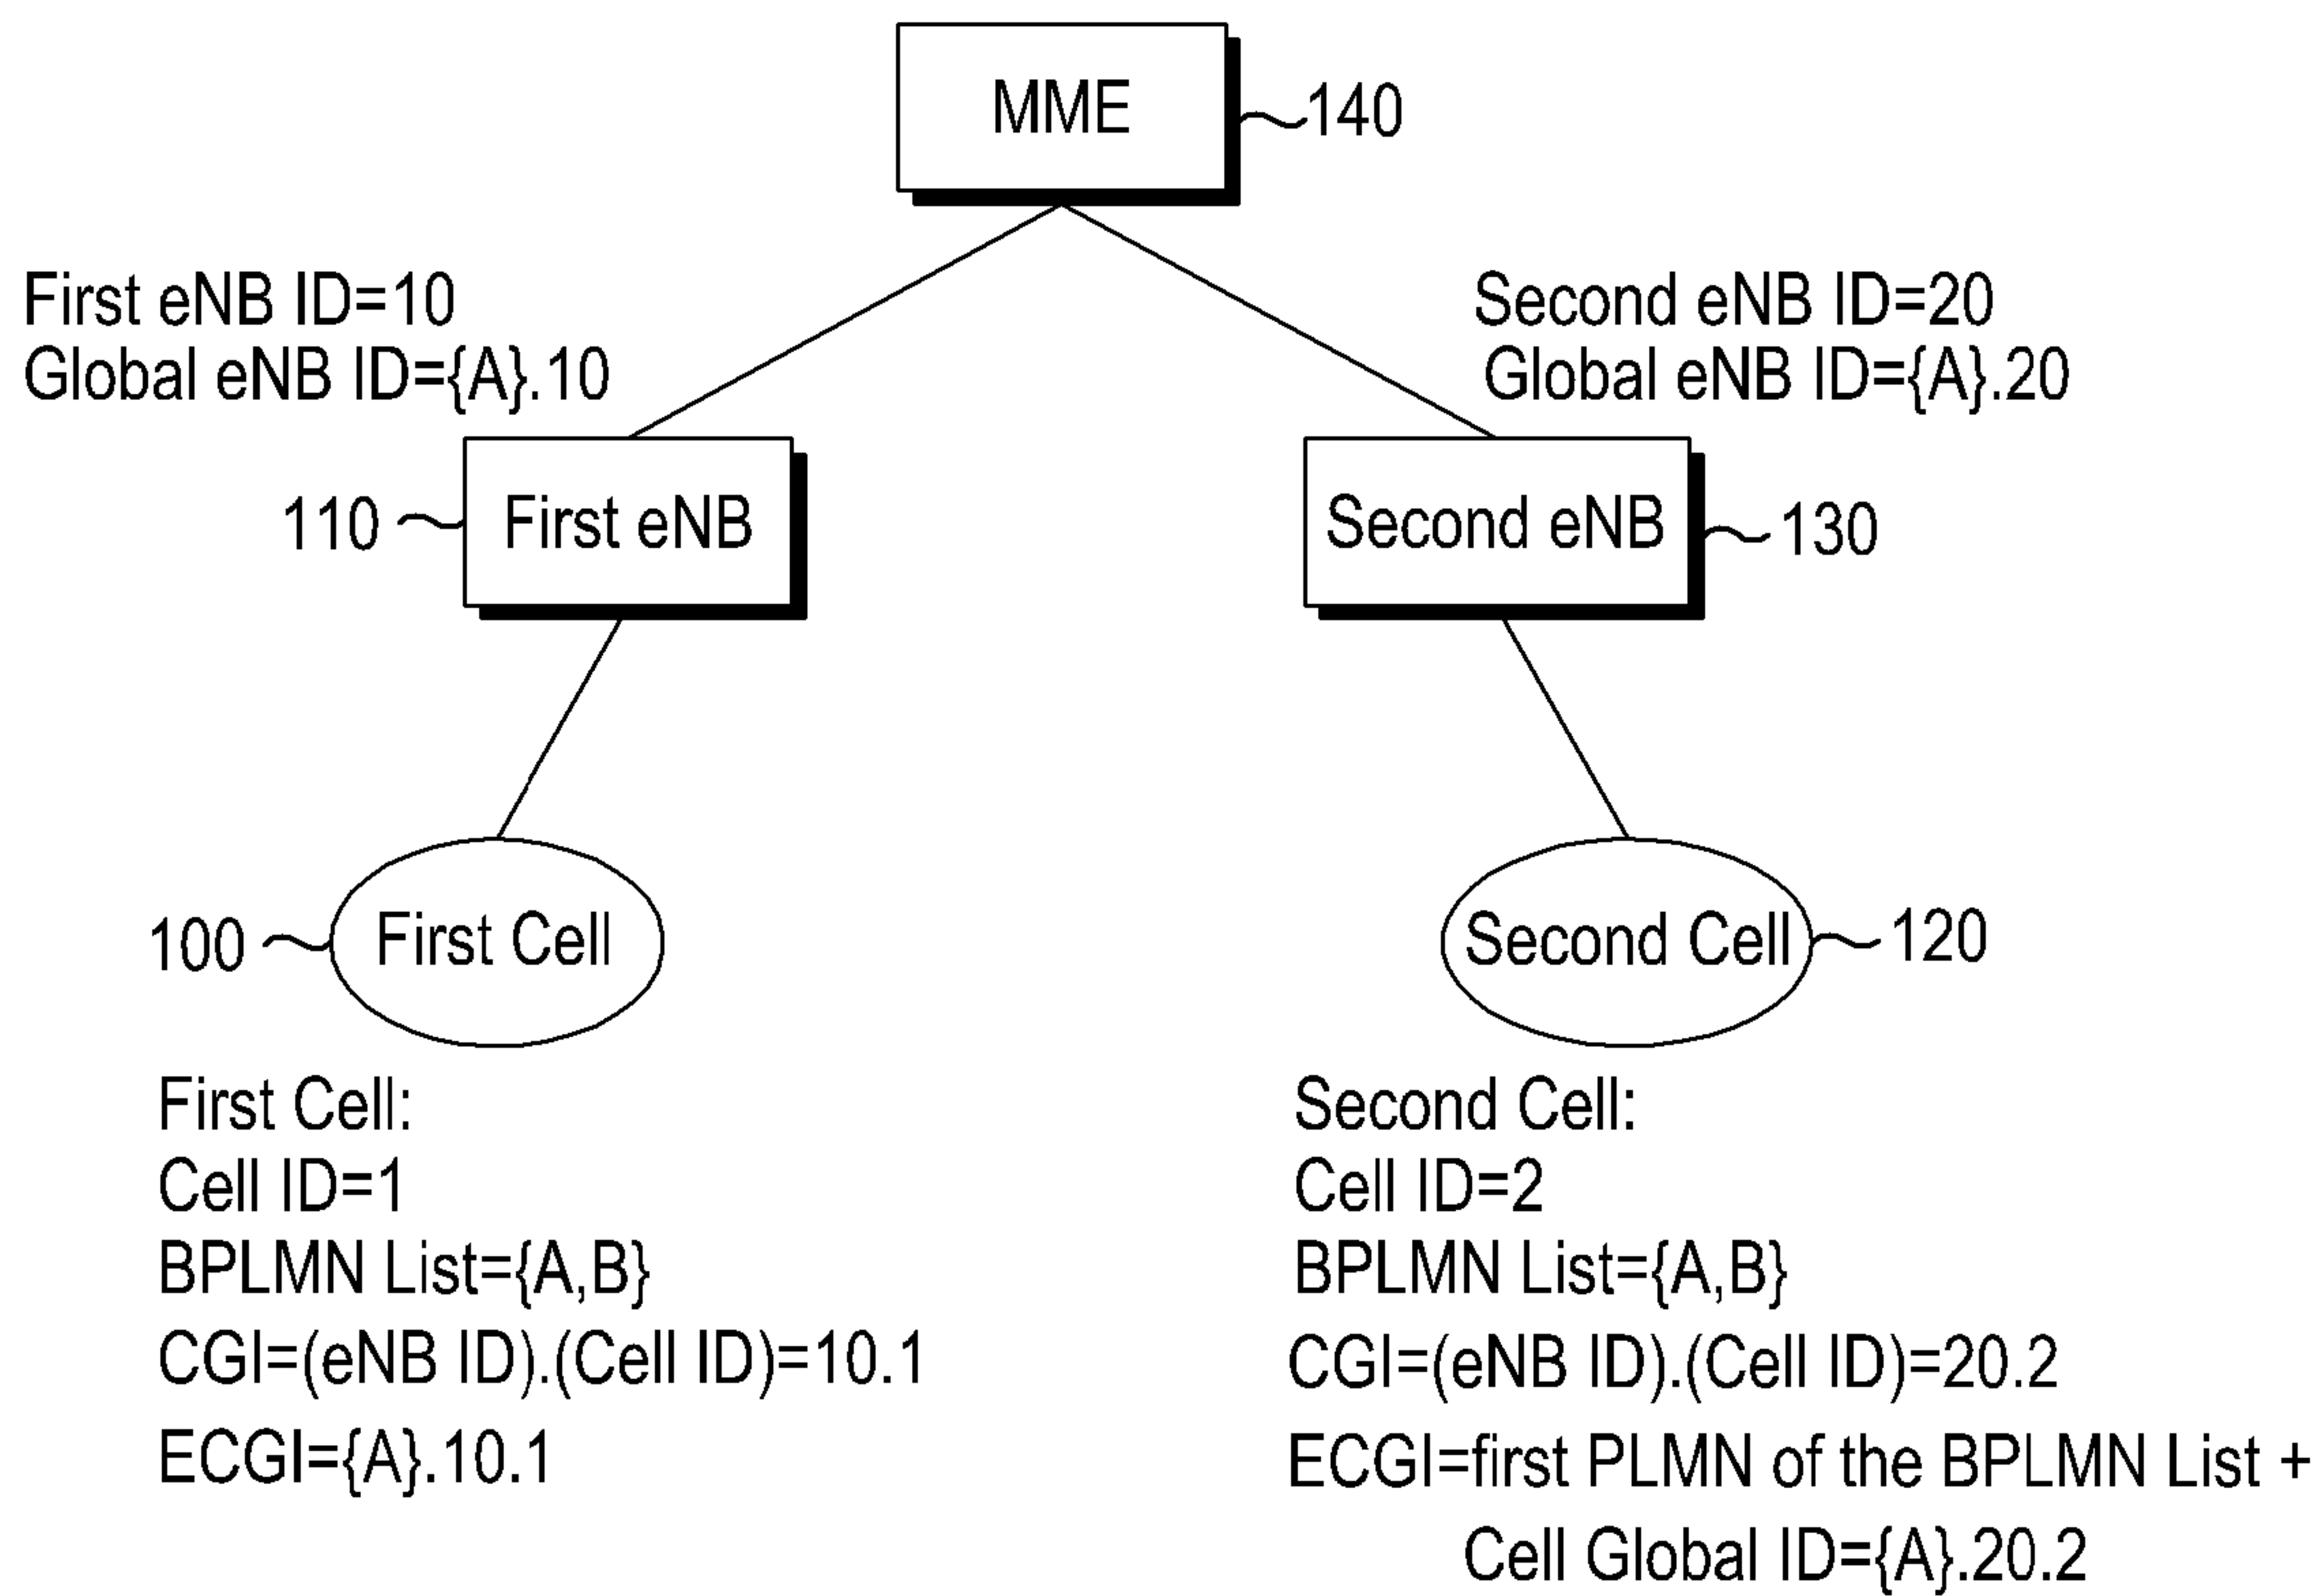 MME
140
First eNB ID=10
Global eNB ID={A}.10
Second eNB ID=20
Global eNB ID={A}.20
110
First eNB
Second eNB
130
100
First Cell
Second Cell
120
First Cell:
Cell ID=1
BPLMN List={A,B}
CGI=(eNB ID).(Cell ID)=10.1
ECGI={A}.10.1
Second Cell:
Cell ID=2
BPLMN List={A,B}
CGI=(eNB ID).(Cell ID)=20.2
ECGI=first PLMN of the BPLMN List +
Cell Global ID={A}.20.2